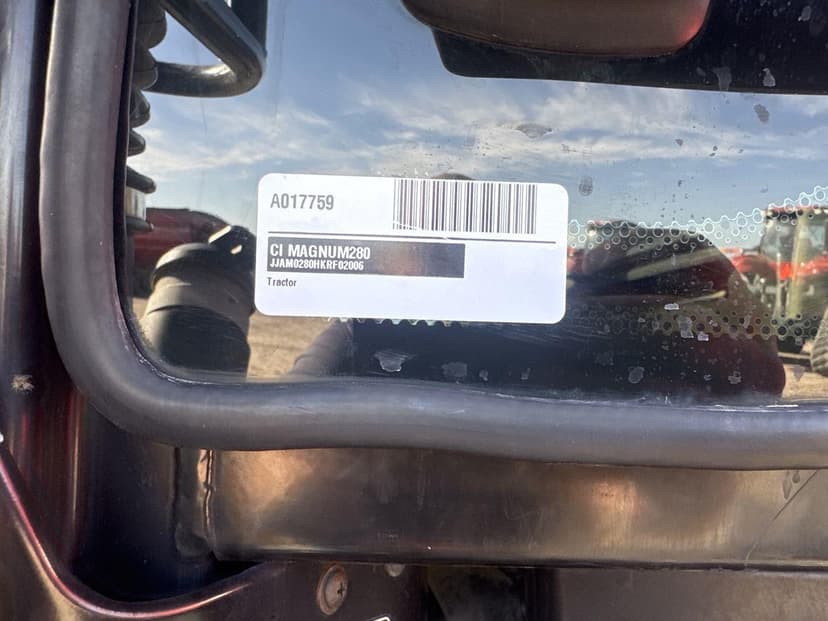 A017759
CI MAGNUM280
JJAM0280HKRF02006
Tractor